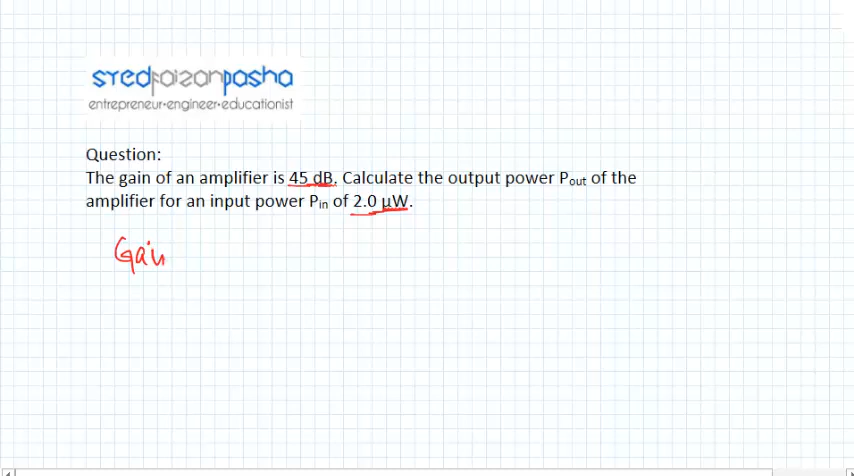 syedfaizanpasha
entrepreneur•engineer•educationist
Question:
The gain of an amplifier is 45 dB. Calculate the output power Pout of the
amplifier for an input power Pin of 2.0 μW.
Gain